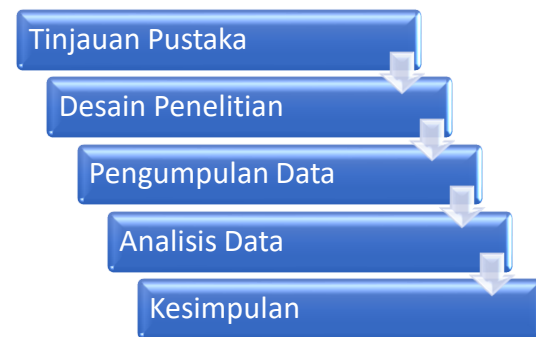 Tinjauan Pustaka
Desain Penelitian
Pengumpulan Data
Analisis Data
Kesimpulan